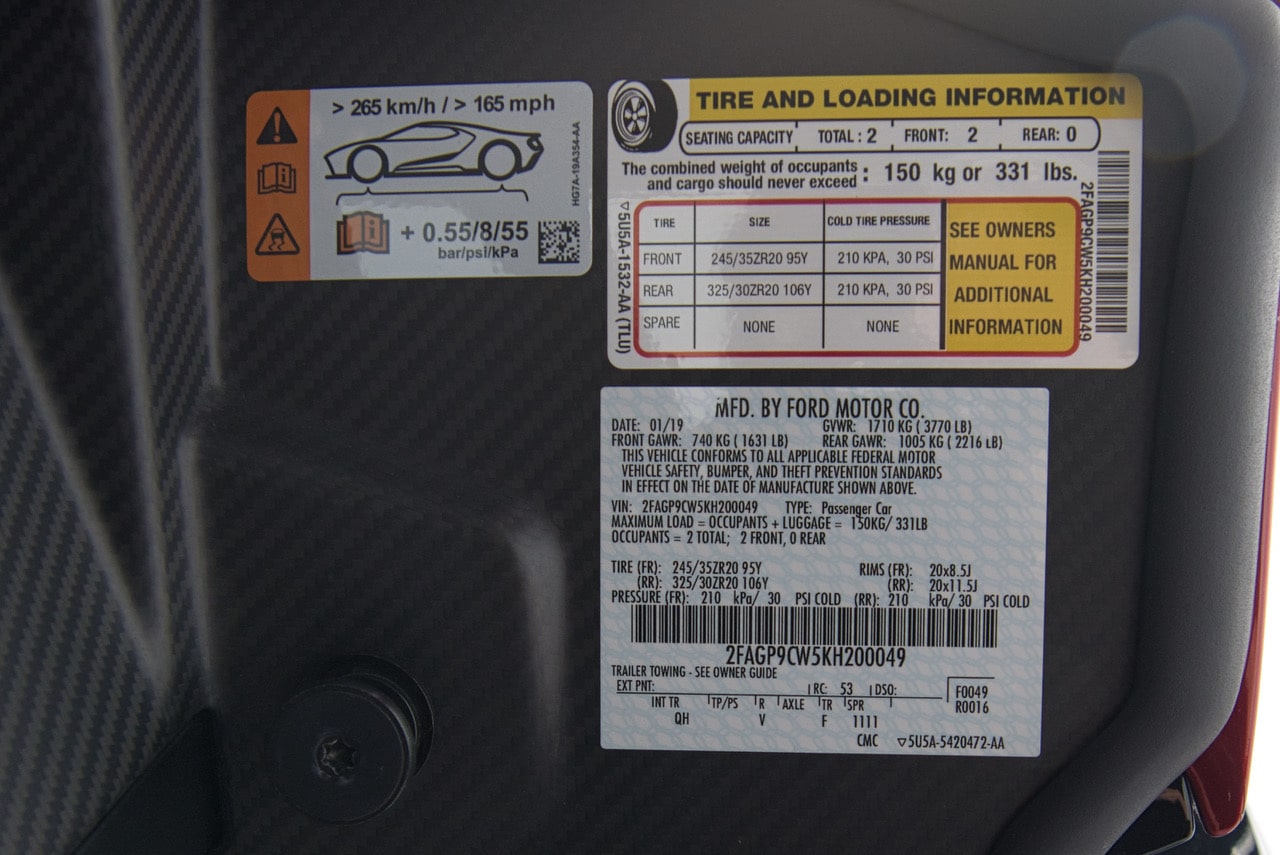 > 265 km/h / > 165 mph
HG7A-19A354-AA
+ 0.55/8/55
bar/psi/kPa
TIRE AND LOADING INFORMATION
SEATING CAPACITY TOTAL : 2 FRONT: 2 REAR: 0
The combined weight of occupants
and cargo should never exceed : 150 kg or 331 lbs.
▽5U5A-1532-AA (TLU)
TIRE SIZE COLD TIRE PRESSURE
FRONT 245/35ZR20 95Y 210 KPA, 30 PSI
REAR 325/30ZR20 106Y 210 KPA, 30 PSI
SPARE NONE NONE
SEE OWNERS
MANUAL FOR
ADDITIONAL
INFORMATION
2FAGP9CW5KH200049
MFD. BY FORD MOTOR CO.
DATE: 01/19 GVWR: 1710 KG ( 3770 LB)
FRONT GAWR: 740 KG ( 1631 LB) REAR GAWR: 1005 KG ( 2216 LB)
THIS VEHICLE CONFORMS TO ALL APPLICABLE FEDERAL MOTOR
VEHICLE SAFETY, BUMPER, AND THEFT PREVENTION STANDARDS
IN EFFECT ON THE DATE OF MANUFACTURE SHOWN ABOVE.
VIN: 2FAGP9CW5KH200049 TYPE: Passenger Car
MAXIMUM LOAD = OCCUPANTS + LUGGAGE = 150KG/ 331LB
OCCUPANTS = 2 TOTAL; 2 FRONT, 0 REAR
TIRE (FR): 245/35ZR20 95Y RIMS (FR): 20x8.5J
(RR): 325/30ZR20 106Y (RR): 20x11.5J
PRESSURE (FR): 210 kPa/ 30 PSI COLD (RR): 210 kPa/ 30 PSI COLD
2FAGP9CW5KH200049
TRAILER TOWING - SEE OWNER GUIDE
EXT PNT: RC: 53 DSO: F0049
R0016
INT TR TP/PS R AXLE TR SPR
QH V F 1111
CMC ▽5U5A-5420472-AA